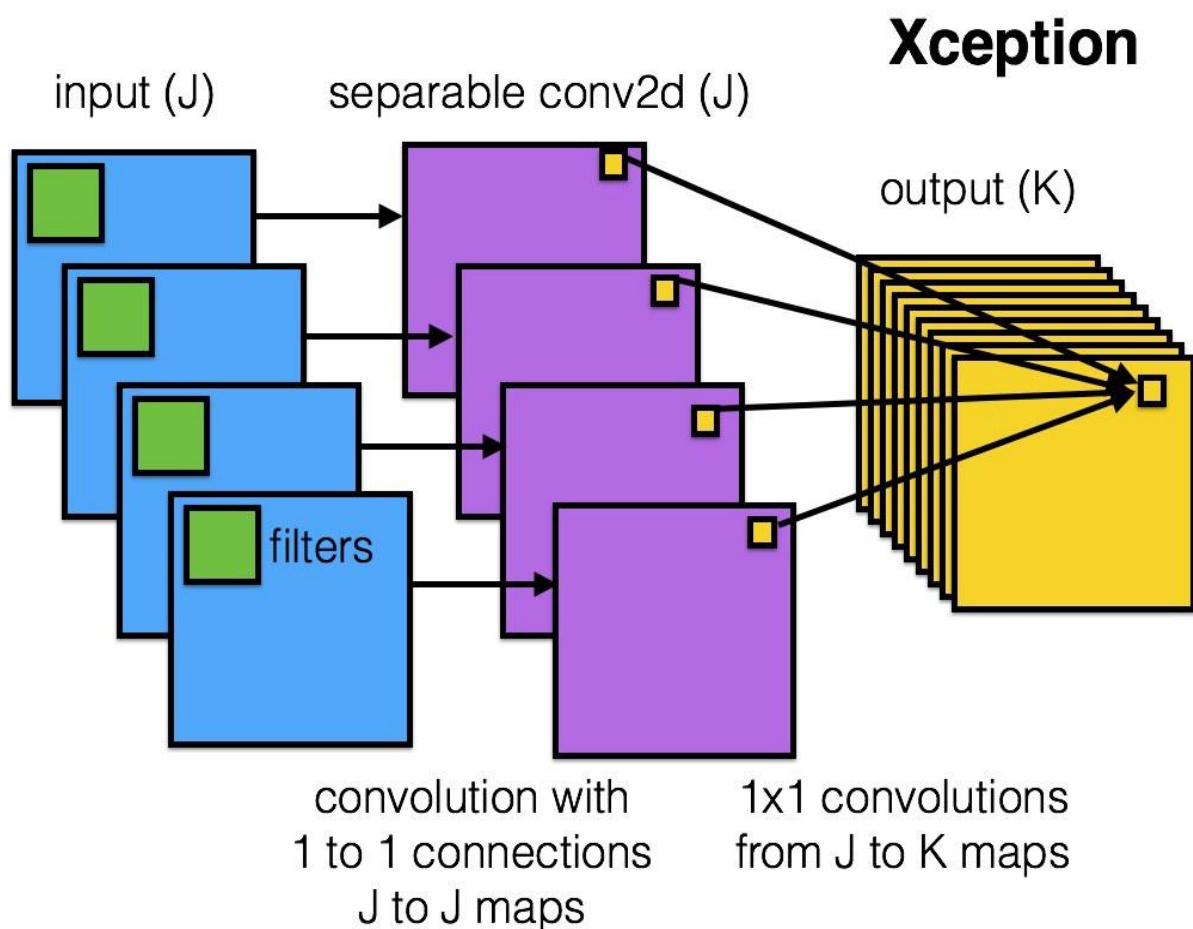 Xception
input (J)
separable conv2d (J)
output (K)
filters
convolution with
1 to 1 connections
J to J maps
1x1 convolutions
from J to K maps